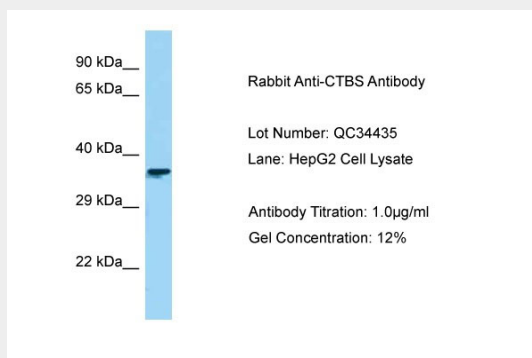 90 kDa__
65 kDa__
40 kDa__
29 kDa__
22 kDa__
Rabbit Anti-CTBS Antibody
Lot Number: QC34435
Lane: HepG2 Cell Lysate
Antibody Titration: 1.0µg/ml
Gel Concentration: 12%